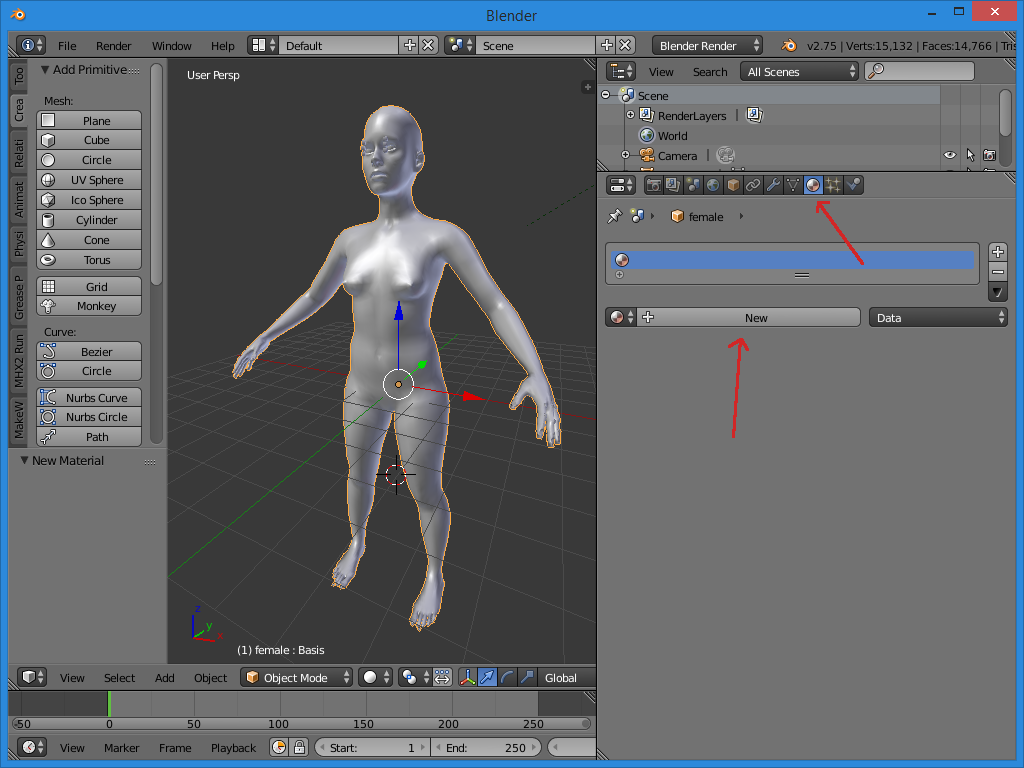 Blender
File Render Window Help Default Scene Blender Render v2.75 | Verts:15,132 | Faces:14,766 | Tris
Too
Crea
Relati
Animat
Physi
Grease P
MHX2 Run
MakeW
Add Primitive
Mesh:
Plane
Cube
Circle
UV Sphere
Ico Sphere
Cylinder
Cone
Torus
Grid
Monkey
Curve:
Bezier
Circle
Nurbs Curve
Nurbs Circle
Path
New Material
User Persp
z
y
x
(1) female : Basis
View Select Add Object Object Mode Global
-50 0 50 100 150 200 250
View Marker Frame Playback Start: 1 End: 250
View Search All Scenes
Scene
RenderLayers |
World
Camera |
female
New Data